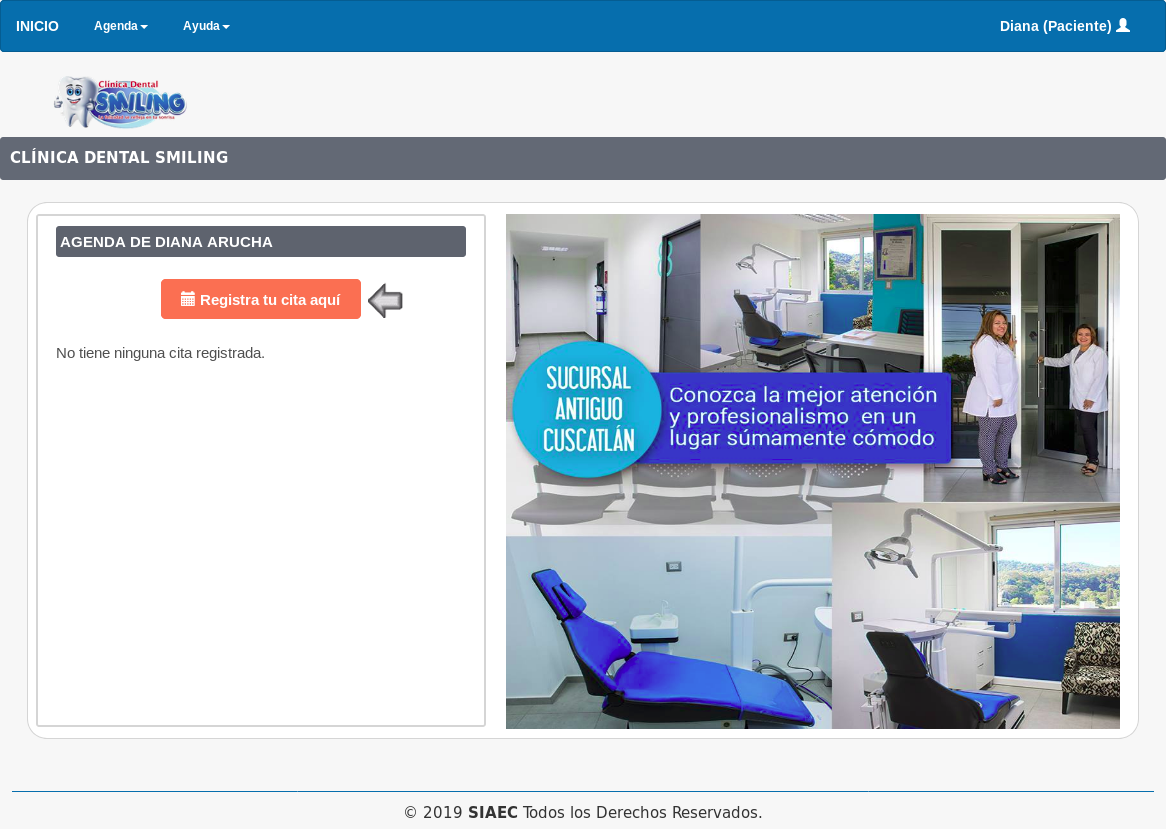 INICIO Agenda Ayuda Diana (Paciente)
Clínica Dental
SMILING
CLÍNICA DENTAL SMILING
AGENDA DE DIANA ARUCHA
Registra tu cita aquí
No tiene ninguna cita registrada.
SUCURSAL
ANTIGUO
CUSCATLÁN
Conozca la mejor atención
y profesionalismo en un
lugar súmamente cómodo
© 2019 SIAEC Todos los Derechos Reservados.